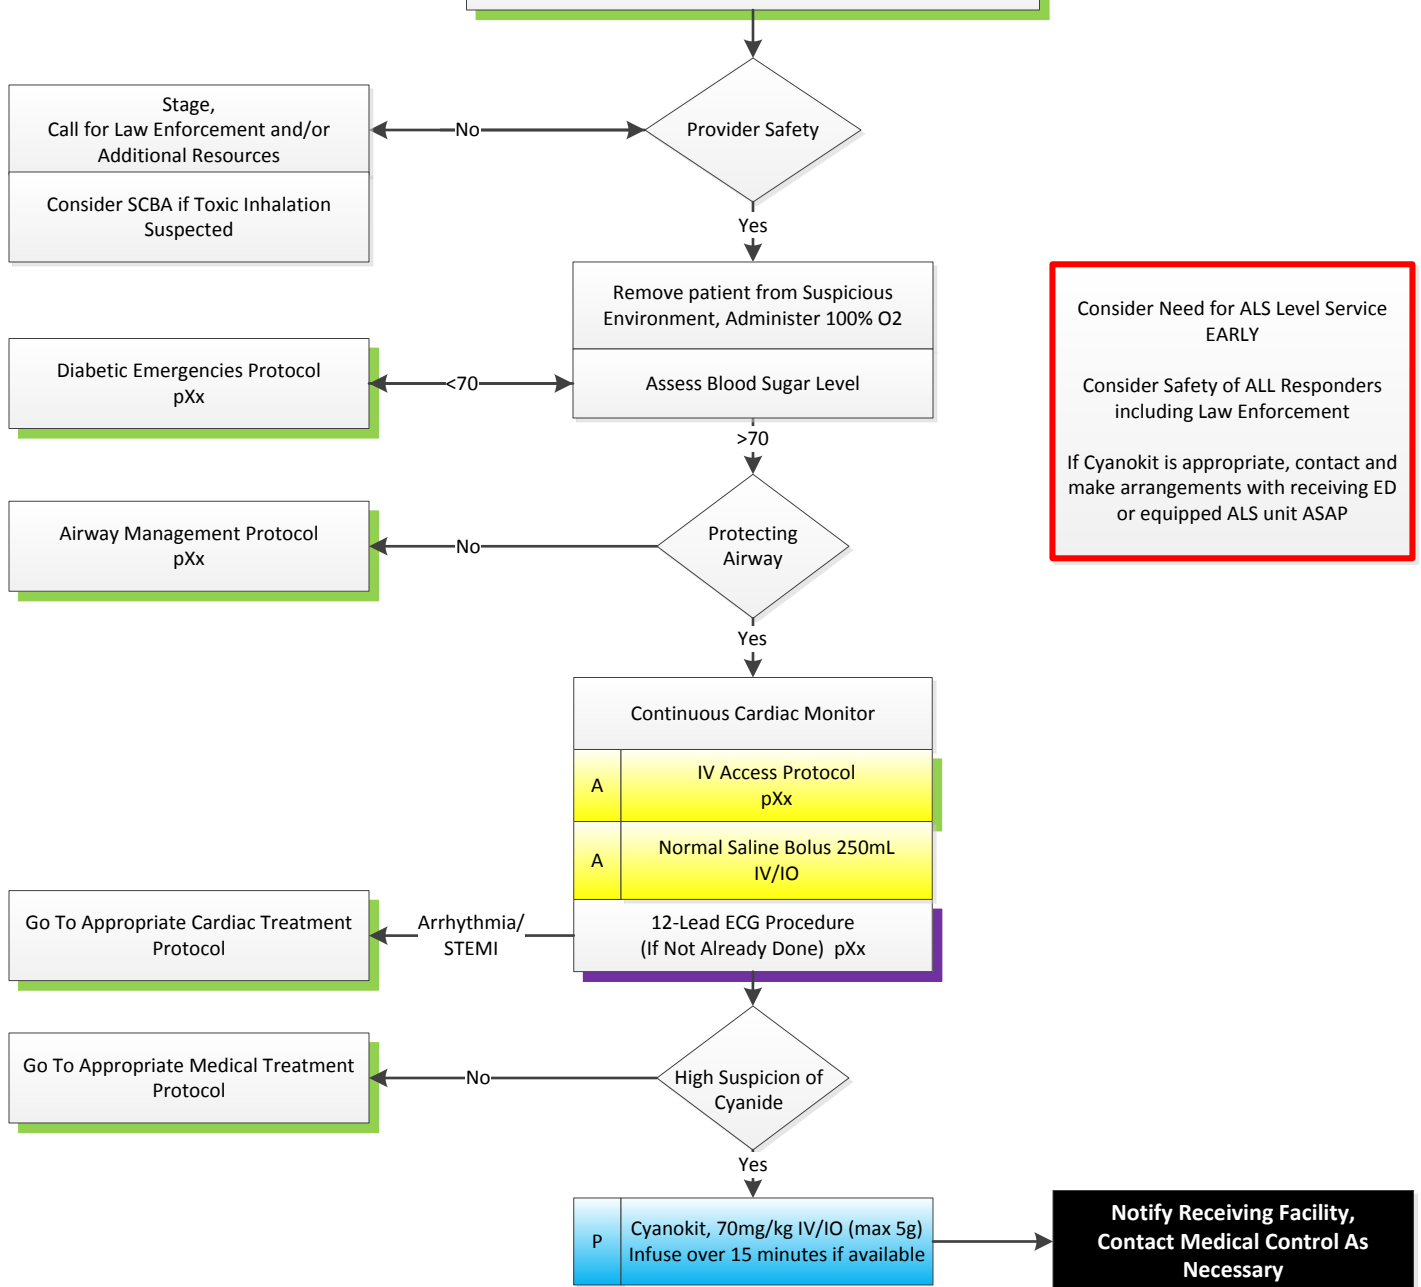 Provider Safety
Stage,
Call for Law Enforcement and/or
Additional Resources
No
Consider SCBA if Toxic Inhalation
Suspected
Yes
Remove patient from Suspicious
Environment, Administer 100% O2
Consider Need for ALS Level Service
EARLY
Consider Safety of ALL Responders
including Law Enforcement
If Cyanokit is appropriate, contact and
make arrangements with receiving ED
or equipped ALS unit ASAP
Diabetic Emergencies Protocol
pXx
<70
Assess Blood Sugar Level
>70
Airway Management Protocol
pXx
No
Protecting
Airway
Yes
Continuous Cardiac Monitor
A
IV Access Protocol
pXx
A
Normal Saline Bolus 250mL
IV/IO
Go To Appropriate Cardiac Treatment
Protocol
Arrhythmia/
STEMI
12-Lead ECG Procedure
(If Not Already Done) pXx
Go To Appropriate Medical Treatment
Protocol
No
High Suspicion of
Cyanide
Yes
P
Cyanokit, 70mg/kg IV/IO (max 5g)
Infuse over 15 minutes if available
Notify Receiving Facility,
Contact Medical Control As
Necessary